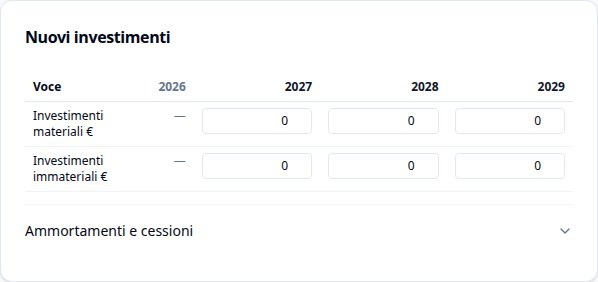 Nuovi investimenti
Voce 2026 2027 2028 2029
Investimenti materiali € — 0 0 0
Investimenti immateriali € — 0 0 0
Ammortamenti e cessioni